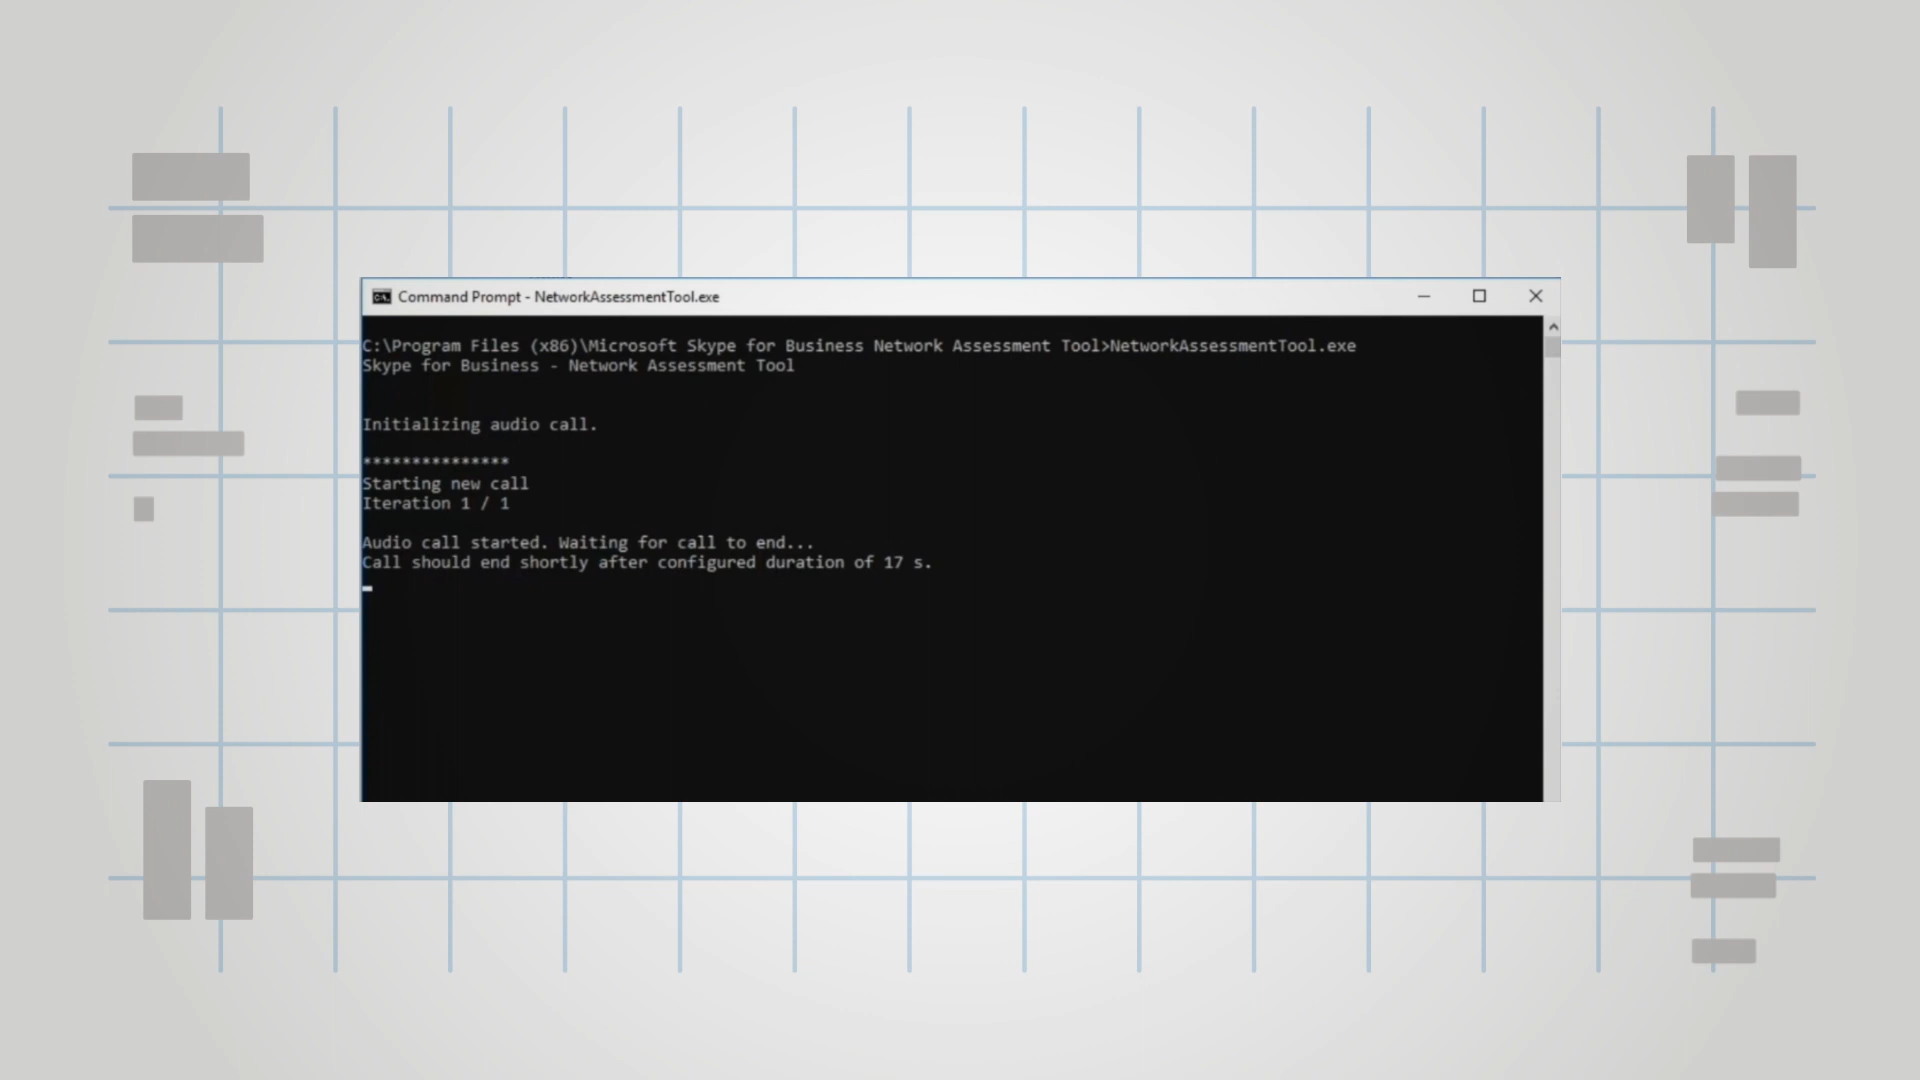 Command Prompt - NetworkAssessmentTool.exe
C:\Program Files (x86)\Microsoft Skype for Business Network Assessment Tool>NetworkAssessmentTool.exe
Skype for Business - Network Assessment Tool
Initializing audio call.
***************
Starting new call
Iteration 1 / 1
Audio call started. Waiting for call to end...
Call should end shortly after configured duration of 17 s.